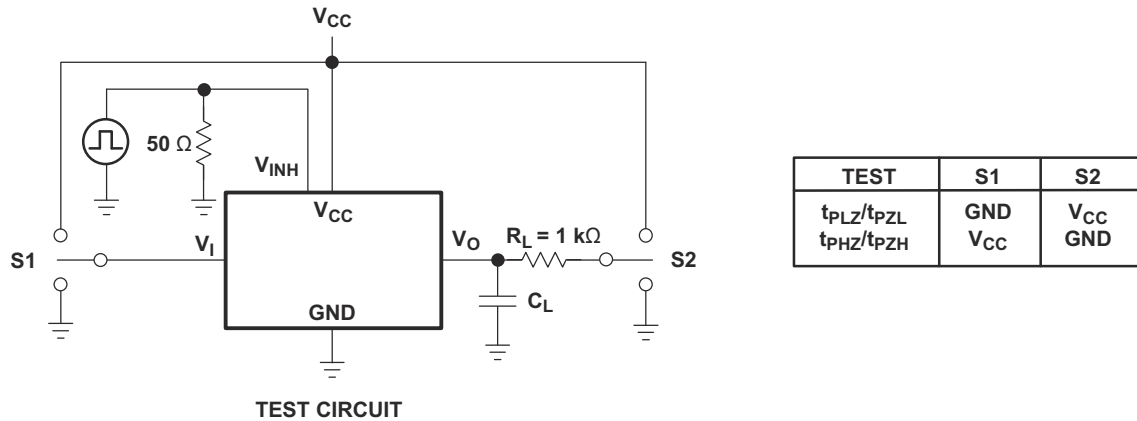 VCC
50 Ω
VINH
VCC
VI
VO
RL = 1 kΩ
S1
S2
CL
GND
TEST CIRCUIT
TEST S1 S2
tPLZ/tPZL GND VCC
tPHZ/tPZH VCC GND